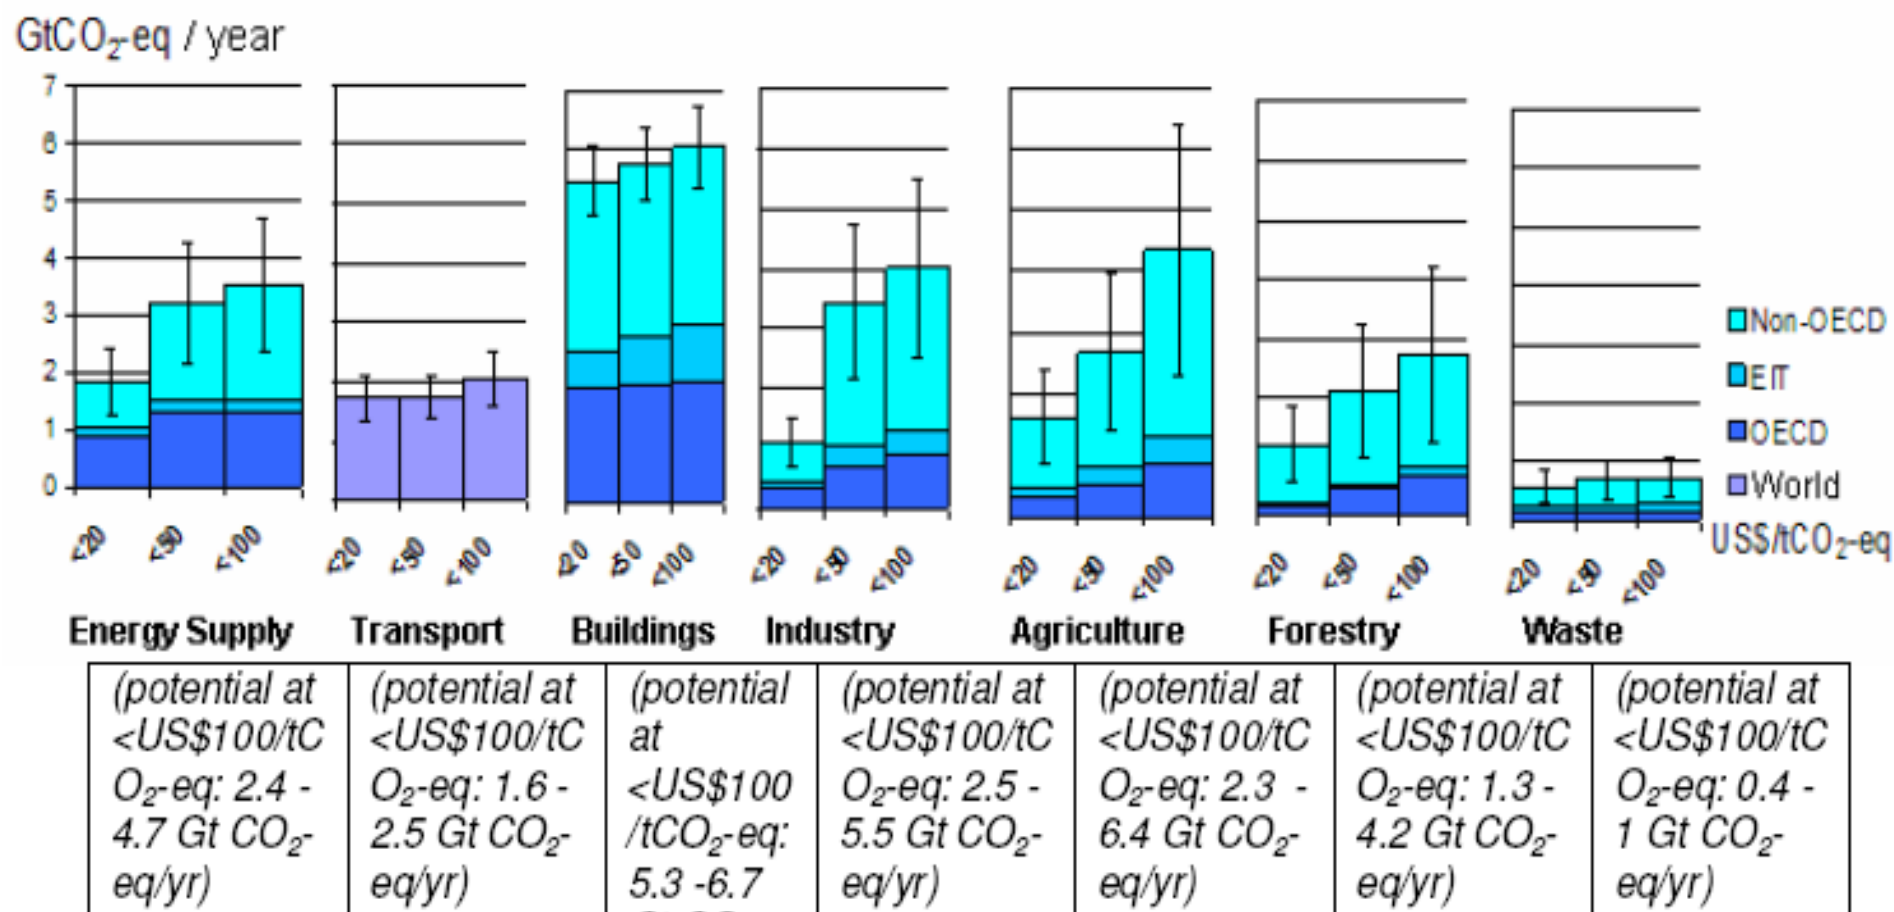 GtCO₂-eq / year
7
6
5
4
3
2
1
0
<20 <50 <100
<20 <50 <100
<20 <50 <100
<20 <50 <100
<20 <50 <100
<20 <50 <100
<20 <50 <100
Non-OECD
EIT
OECD
World
US$/tCO₂-eq
Energy Supply
Transport
Buildings
Industry
Agriculture
Forestry
Waste
(potential at
<US$100/tC
O₂-eq: 2.4 -
4.7 Gt CO₂-
eq/yr)
(potential at
<US$100/tC
O₂-eq: 1.6 -
2.5 Gt CO₂-
eq/yr)
(potential
at
<US$100
/tCO₂-eq:
5.3 -6.7
(potential at
<US$100/tC
O₂-eq: 2.5 -
5.5 Gt CO₂-
eq/yr)
(potential at
<US$100/tC
O₂-eq: 2.3 -
6.4 Gt CO₂-
eq/yr)
(potential at
<US$100/tC
O₂-eq: 1.3 -
4.2 Gt CO₂-
eq/yr)
(potential at
<US$100/tC
O₂-eq: 0.4 -
1 Gt CO₂-
eq/yr)